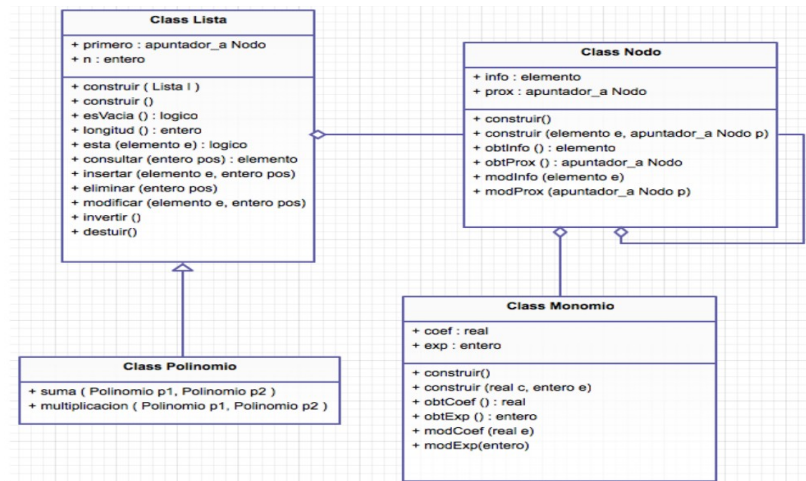 Class Lista
+ primero : apuntador_a Nodo
+ n : entero
+ construir ( Lista l )
+ construir ()
+ esVacia () : logico
+ longitud () : entero
+ esta (elemento e) : logico
+ consultar (entero pos) : elemento
+ insertar (elemento e, entero pos)
+ eliminar (entero pos)
+ modificar (elemento e, entero pos)
+ invertir ()
+ destuir()
Class Nodo
+ info : elemento
+ prox : apuntador_a Nodo
+ construir()
+ construir (elemento e, apuntador_a Nodo p)
+ obtInfo () : elemento
+ obtProx () : apuntador_a Nodo
+ modInfo (elemento e)
+ modProx (apuntador_a Nodo p)
Class Polinomio
+ suma ( Polinomio p1, Polinomio p2 )
+ multiplicacion ( Polinomio p1, Polinomio p2 )
Class Monomio
+ coef : real
+ exp : entero
+ construir()
+ construir (real c, entero e)
+ obtCoef () : real
+ obtExp () : entero
+ modCoef (real e)
+ modExp(entero)